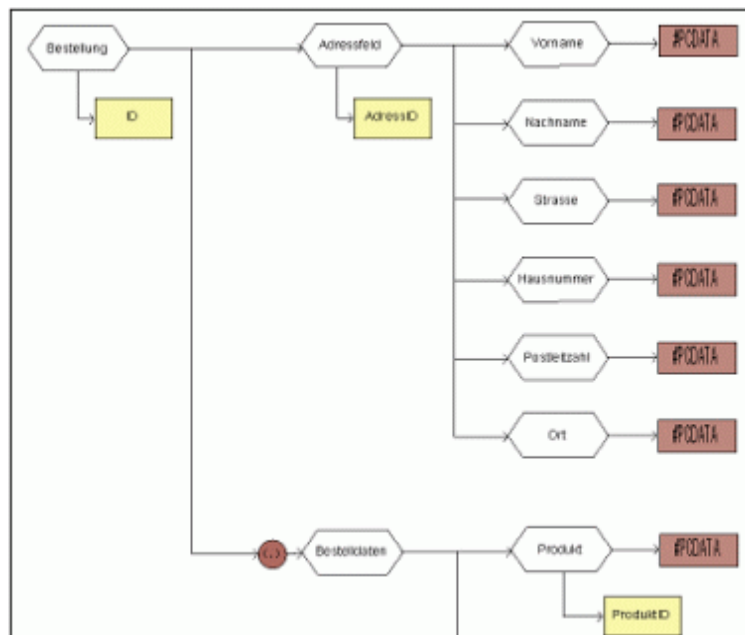 Bestellung
Adressfeld
Vorname
#PCDATA
ID
AdressID
Nachname
#PCDATA
Strasse
#PCDATA
Hausnummer
#PCDATA
Postleitzahl
#PCDATA
Ort
#PCDATA
Bestelldaten
Produkt
#PCDATA
ProduktID